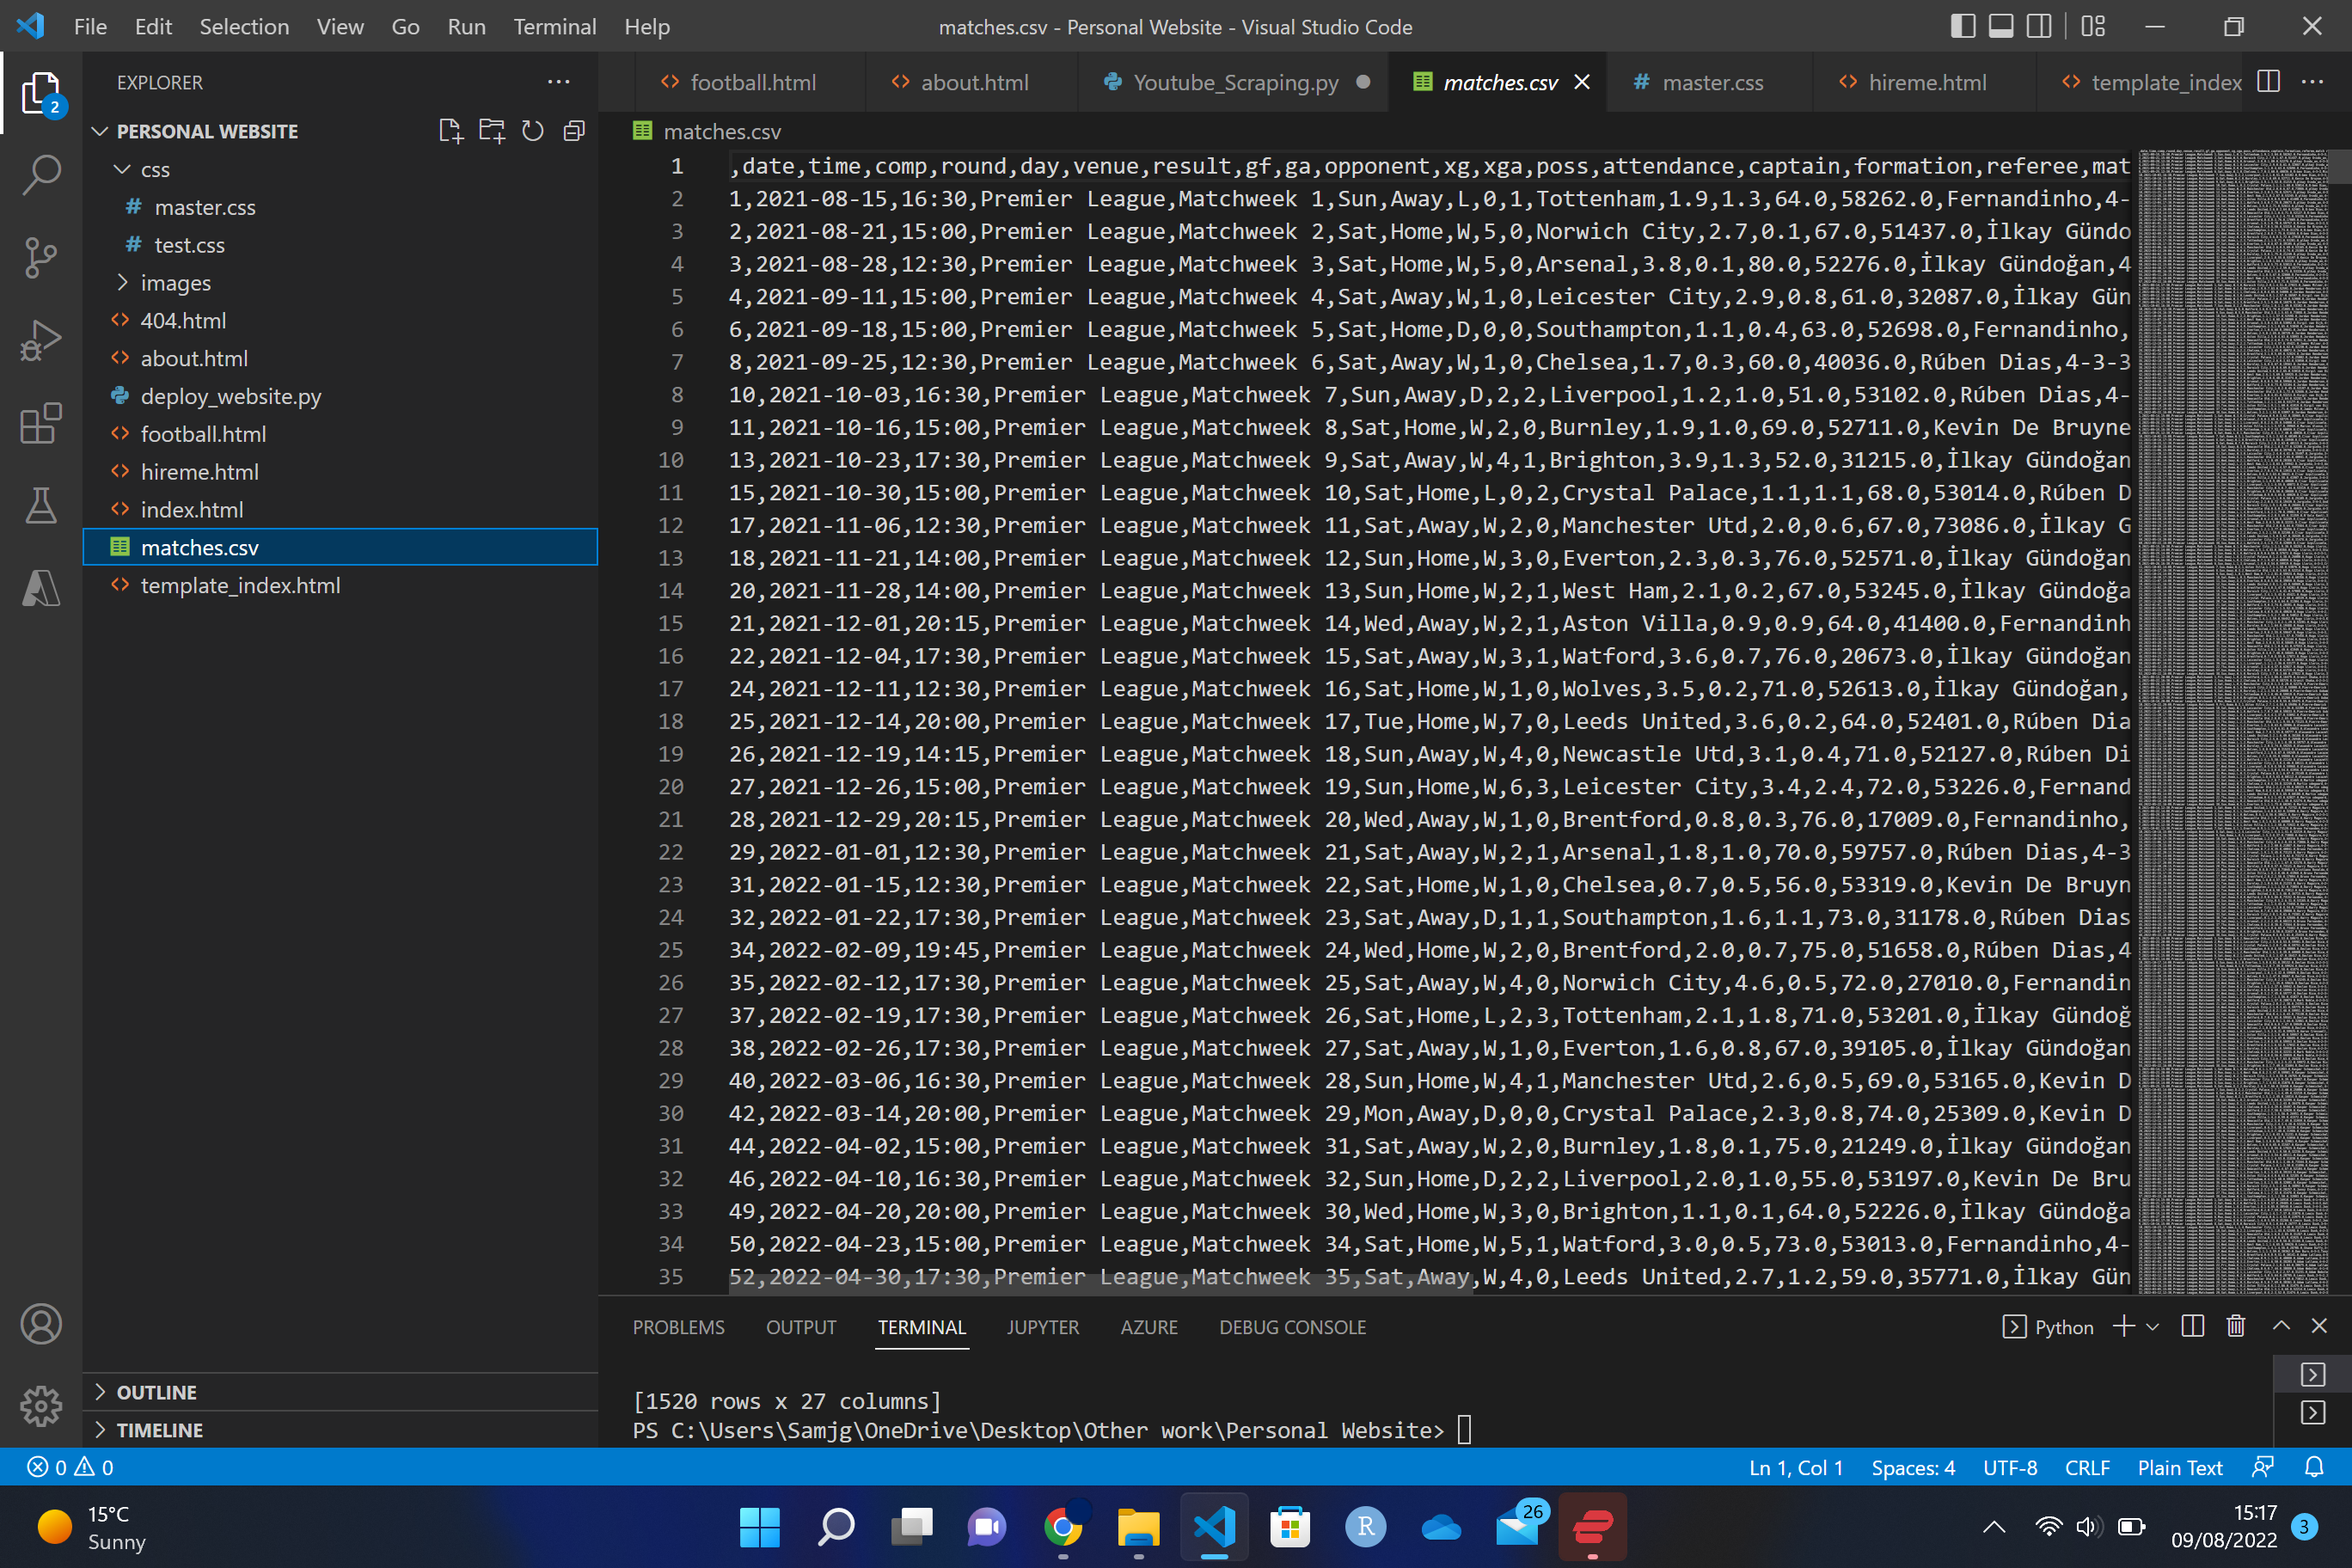 File Edit Selection View Go Run Terminal Help
matches.csv - Personal Website - Visual Studio Code
EXPLORER
football.html
about.html
Youtube_Scraping.py
matches.csv
master.css
hireme.html
template_index
2
PERSONAL WEBSITE
css
master.css
test.css
images
404.html
about.html
deploy_website.py
football.html
hireme.html
index.html
matches.csv
template_index.html
OUTLINE
TIMELINE
matches.csv
1 ,date,time,comp,round,day,venue,result,gf,ga,opponent,xg,xga,poss,attendance,captain,formation,referee,mat
2 1,2021-08-15,16:30,Premier League,Matchweek 1,Sun,Away,L,0,1,Tottenham,1.9,1.3,64.0,58262.0,Fernandinho,4-
3 2,2021-08-21,15:00,Premier League,Matchweek 2,Sat,Home,W,5,0,Norwich City,2.7,0.1,67.0,51437.0,İlkay Gündo
4 3,2021-08-28,12:30,Premier League,Matchweek 3,Sat,Home,W,5,0,Arsenal,3.8,0.1,80.0,52276.0,İlkay Gündoğan,4
5 4,2021-09-11,15:00,Premier League,Matchweek 4,Sat,Away,W,1,0,Leicester City,2.9,0.8,61.0,32087.0,İlkay Gün
6 6,2021-09-18,15:00,Premier League,Matchweek 5,Sat,Home,D,0,0,Southampton,1.1,0.4,63.0,52698.0,Fernandinho,
7 8,2021-09-25,12:30,Premier League,Matchweek 6,Sat,Away,W,1,0,Chelsea,1.7,0.3,60.0,40036.0,Rúben Dias,4-3-3
8 10,2021-10-03,16:30,Premier League,Matchweek 7,Sun,Away,D,2,2,Liverpool,1.2,1.0,51.0,53102.0,Rúben Dias,4-
9 11,2021-10-16,15:00,Premier League,Matchweek 8,Sat,Home,W,2,0,Burnley,1.9,1.0,69.0,52711.0,Kevin De Bruyne
10 13,2021-10-23,17:30,Premier League,Matchweek 9,Sat,Away,W,4,1,Brighton,3.9,1.3,52.0,31215.0,İlkay Gündoğan
11 15,2021-10-30,15:00,Premier League,Matchweek 10,Sat,Home,L,0,2,Crystal Palace,1.1,1.1,68.0,53014.0,Rúben D
12 17,2021-11-06,12:30,Premier League,Matchweek 11,Sat,Away,W,2,0,Manchester Utd,2.0,0.6,67.0,73086.0,İlkay G
13 18,2021-11-21,14:00,Premier League,Matchweek 12,Sun,Home,W,3,0,Everton,2.3,0.3,76.0,52571.0,İlkay Gündoğan
14 20,2021-11-28,14:00,Premier League,Matchweek 13,Sun,Home,W,2,1,West Ham,2.1,0.2,67.0,53245.0,İlkay Gündoğa
15 21,2021-12-01,20:15,Premier League,Matchweek 14,Wed,Away,W,2,1,Aston Villa,0.9,0.9,64.0,41400.0,Fernandinh
16 22,2021-12-04,17:30,Premier League,Matchweek 15,Sat,Away,W,3,1,Watford,3.6,0.7,76.0,20673.0,İlkay Gündoğan
17 24,2021-12-11,12:30,Premier League,Matchweek 16,Sat,Home,W,1,0,Wolves,3.5,0.2,71.0,52613.0,İlkay Gündoğan,
18 25,2021-12-14,20:00,Premier League,Matchweek 17,Tue,Home,W,7,0,Leeds United,3.6,0.2,64.0,52401.0,Rúben Dia
19 26,2021-12-19,14:15,Premier League,Matchweek 18,Sun,Away,W,4,0,Newcastle Utd,3.1,0.4,71.0,52127.0,Rúben Di
20 27,2021-12-26,15:00,Premier League,Matchweek 19,Sun,Home,W,6,3,Leicester City,3.4,2.4,72.0,53226.0,Fernand
21 28,2021-12-29,20:15,Premier League,Matchweek 20,Wed,Away,W,1,0,Brentford,0.8,0.3,76.0,17009.0,Fernandinho,
22 29,2022-01-01,12:30,Premier League,Matchweek 21,Sat,Away,W,2,1,Arsenal,1.8,1.0,70.0,59757.0,Rúben Dias,4-3
23 31,2022-01-15,12:30,Premier League,Matchweek 22,Sat,Home,W,1,0,Chelsea,0.7,0.5,56.0,53319.0,Kevin De Bruyn
24 32,2022-01-22,17:30,Premier League,Matchweek 23,Sat,Away,D,1,1,Southampton,1.6,1.1,73.0,31178.0,Rúben Dias
25 34,2022-02-09,19:45,Premier League,Matchweek 24,Wed,Home,W,2,0,Brentford,2.0,0.7,75.0,51658.0,Rúben Dias,4
26 35,2022-02-12,17:30,Premier League,Matchweek 25,Sat,Away,W,4,0,Norwich City,4.6,0.5,72.0,27010.0,Fernandin
27 37,2022-02-19,17:30,Premier League,Matchweek 26,Sat,Home,L,2,3,Tottenham,2.1,1.8,71.0,53201.0,İlkay Gündoğ
28 38,2022-02-26,17:30,Premier League,Matchweek 27,Sat,Away,W,1,0,Everton,1.6,0.8,67.0,39105.0,İlkay Gündoğan
29 40,2022-03-06,16:30,Premier League,Matchweek 28,Sun,Home,W,4,1,Manchester Utd,2.6,0.5,69.0,53165.0,Kevin D
30 42,2022-03-14,20:00,Premier League,Matchweek 29,Mon,Away,D,0,0,Crystal Palace,2.3,0.8,74.0,25309.0,Kevin D
31 44,2022-04-02,15:00,Premier League,Matchweek 31,Sat,Away,W,2,0,Burnley,1.8,0.1,75.0,21249.0,İlkay Gündoğan
32 46,2022-04-10,16:30,Premier League,Matchweek 32,Sun,Home,D,2,2,Liverpool,2.0,1.0,55.0,53197.0,Kevin De Bru
33 49,2022-04-20,20:00,Premier League,Matchweek 30,Wed,Home,W,3,0,Brighton,1.1,0.1,64.0,52226.0,İlkay Gündoğa
34 50,2022-04-23,15:00,Premier League,Matchweek 34,Sat,Home,W,5,1,Watford,3.0,0.5,73.0,53013.0,Fernandinho,4-
35 52,2022-04-30,17:30,Premier League,Matchweek 35,Sat,Away,W,4,0,Leeds United,2.7,1.2,59.0,35771.0,İlkay Gün
PROBLEMS OUTPUT TERMINAL JUPYTER AZURE DEBUG CONSOLE
Python
[1520 rows x 27 columns]
PS C:\Users\Samjg\OneDrive\Desktop\Other work\Personal Website>
0 0
Ln 1, Col 1 Spaces: 4 UTF-8 CRLF Plain Text
15°C
Sunny
R
26
15:17
09/08/2022
3